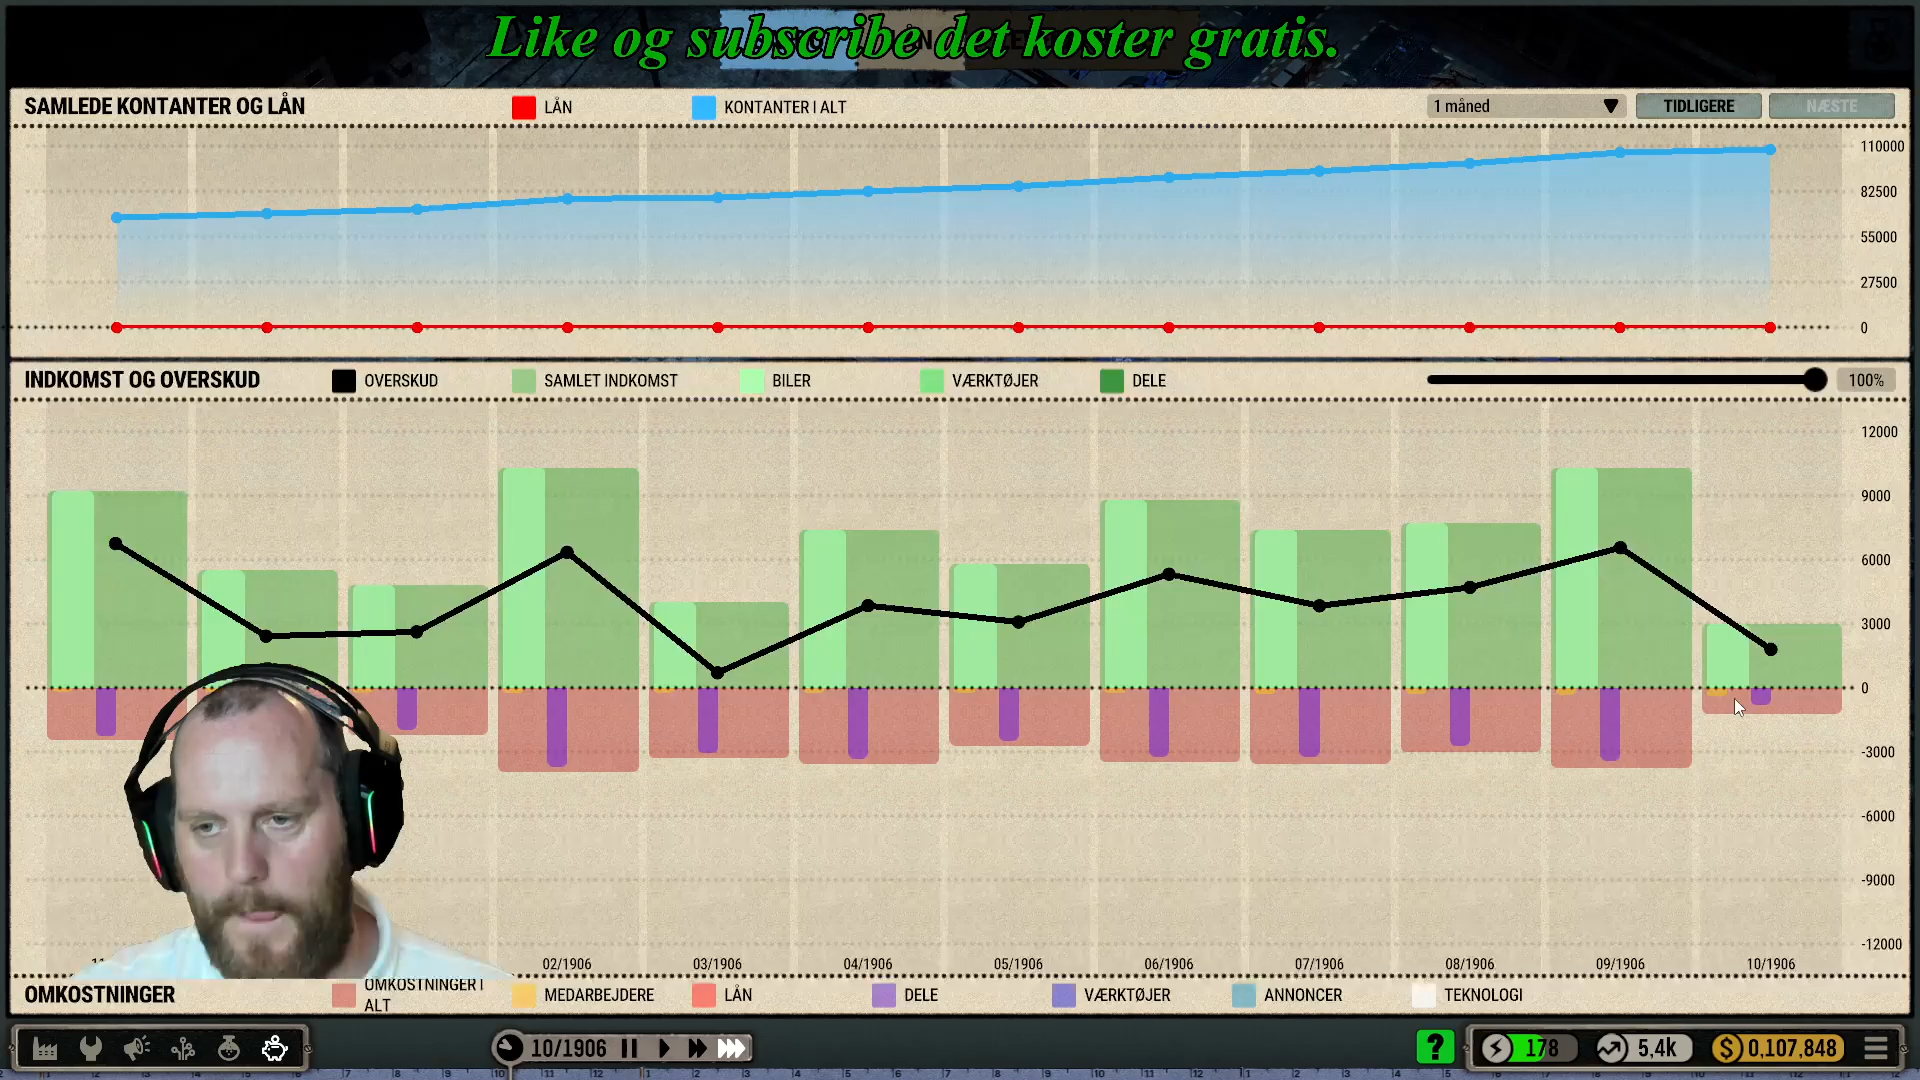 Like og subscribe det koster gratis.
SAMLEDE KONTANTER OG LÅN
LÅN
KONTANTER I ALT
1 måned
TIDLIGERE
NÆSTE
110000
82500
55000
27500
0
INDKOMST OG OVERSKUD
OVERSKUD
SAMLET INDKOMST
BILER
VÆRKTØJER
DELE
100%
12000
9000
6000
3000
0
-3000
-6000
-9000
-12000
02/1906
03/1906
04/1906
05/1906
06/1906
07/1906
08/1906
09/1906
10/1906
OMKOSTNINGER
OMKOSTNINGER I
ALT
MEDARBEJDERE
LÅN
DELE
VÆRKTØJER
ANNONCER
TEKNOLOGI
10/1906
?
178
5,4k
0,107,848